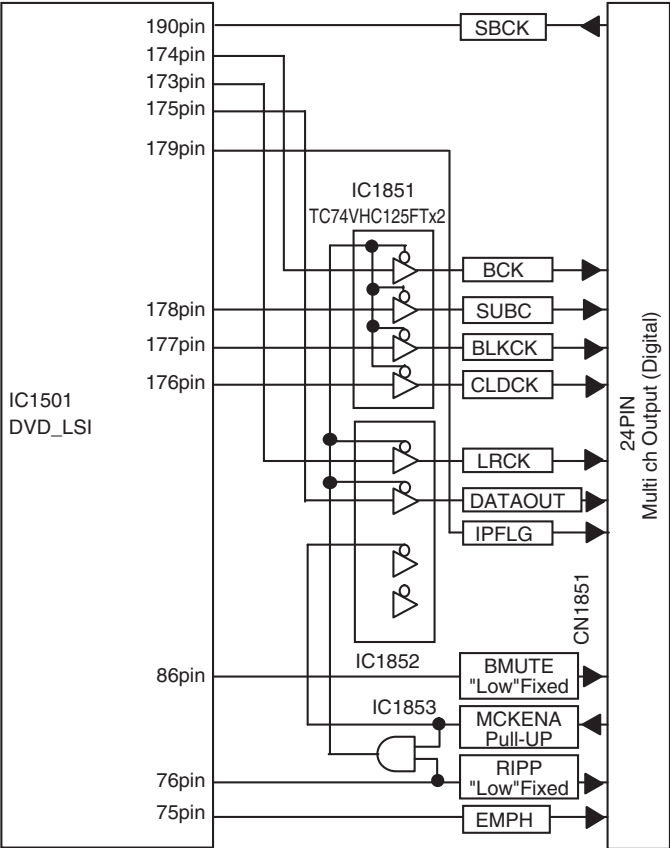 190pin
SBCK
174pin
173pin
175pin
179pin
IC1851
TC74VHC125FTx2
BCK
178pin
SUBC
177pin
BLKCK
176pin
CLDCK
IC1501
DVD_LSI
24PIN
Multi ch Output (Digital)
LRCK
DATAOUT
IPFLG
CN1851
IC1852
86pin
BMUTE
"Low"Fixed
IC1853
MCKENA
Pull-UP
76pin
RIPP
"Low"Fixed
75pin
EMPH